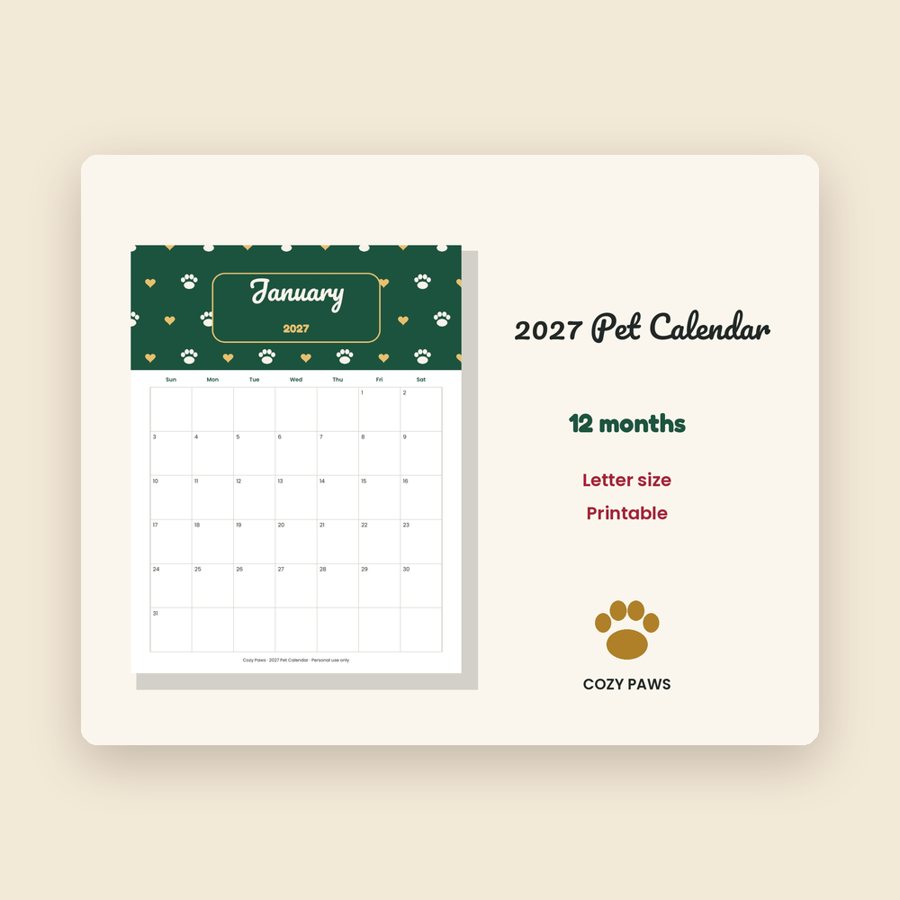 January
2027
Sun Mon Tue Wed Thu Fri Sat
1 2
3 4 5 6 7 8 9
10 11 12 13 14 15 16
17 18 19 20 21 22 23
24 25 26 27 28 29 30
31
Cozy Paws · 2027 Pet Calendar · Personal use only
2027 Pet Calendar
12 months
Letter size
Printable
COZY PAWS